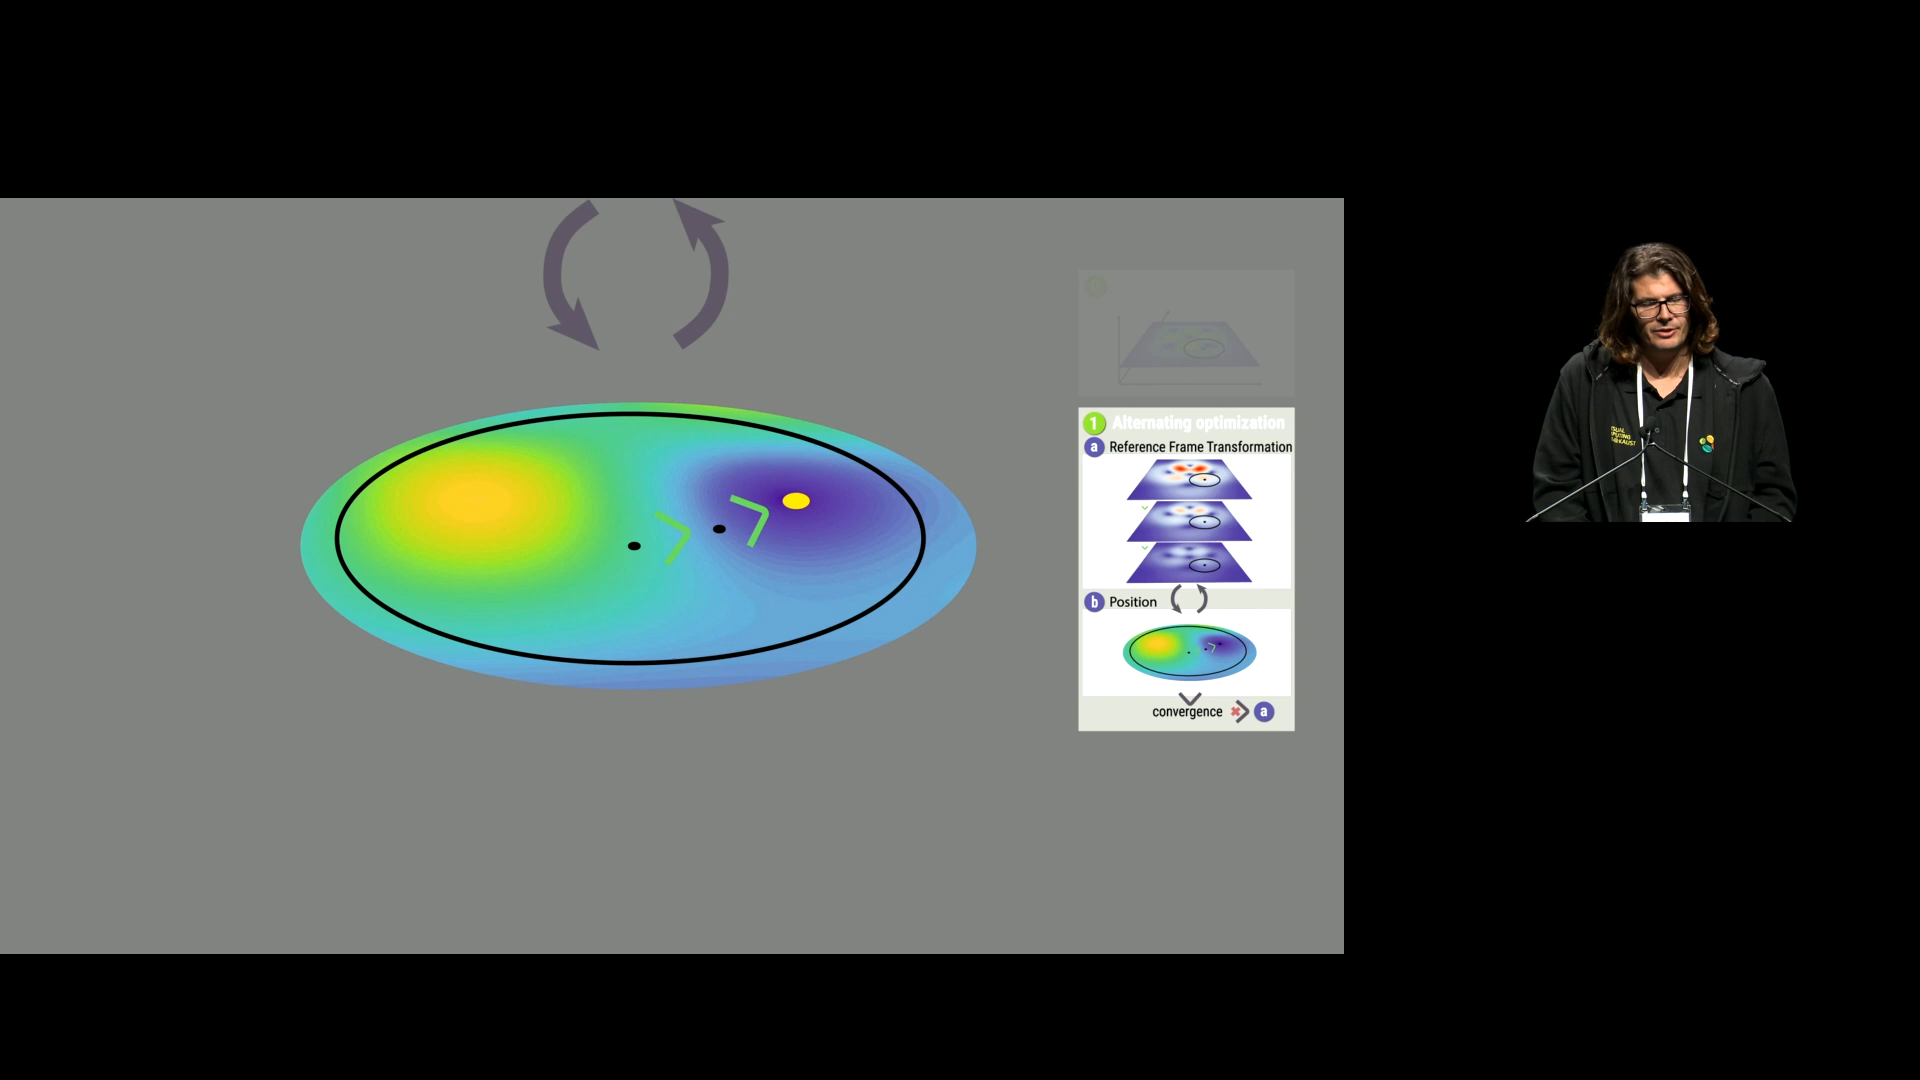 1 Alternating optimization
a Reference Frame Transformation
b Position
convergence a